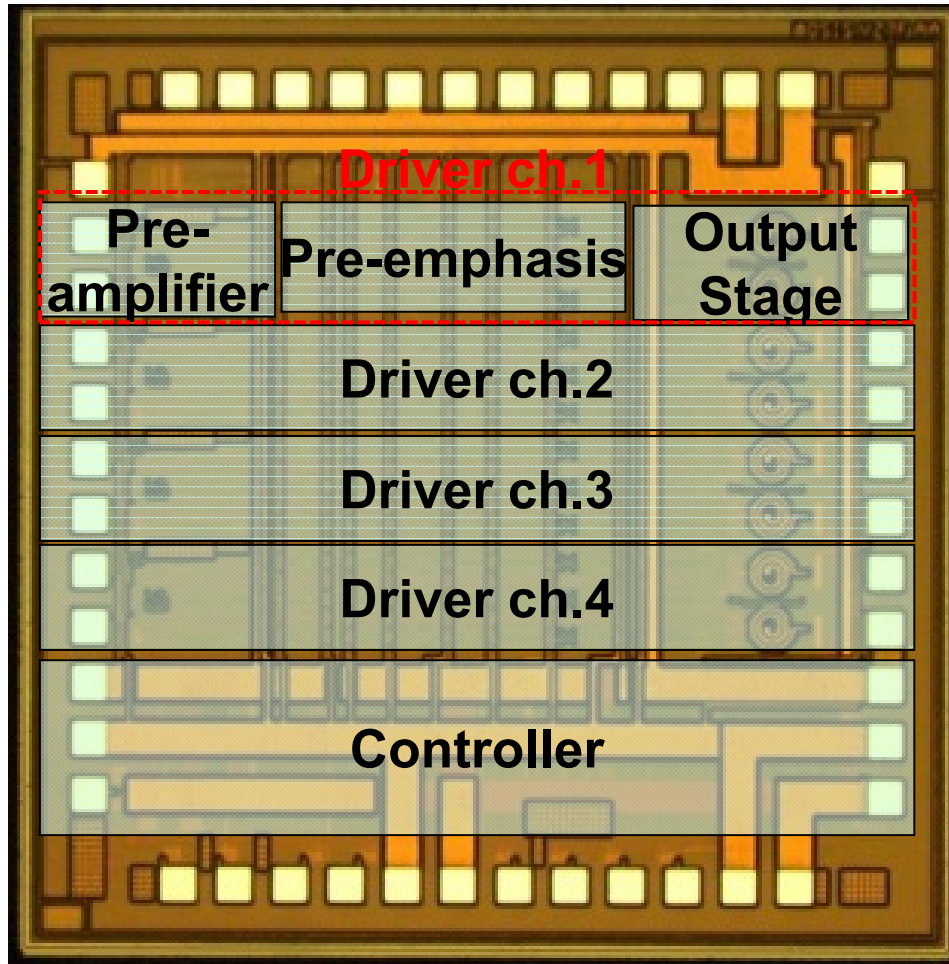 Driver ch.1
Pre-
amplifier
Pre-emphasis
Output
Stage
Driver ch.2
Driver ch.3
Driver ch.4
Controller